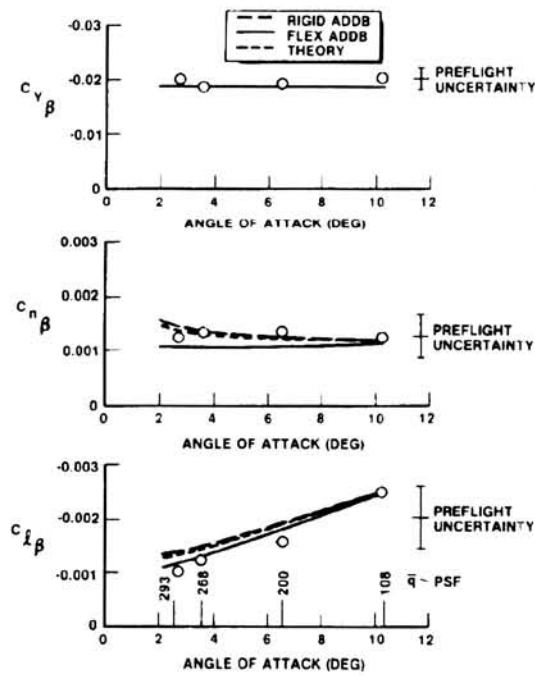 RIGID ADDB
FLEX ADDB
THEORY
-0.03
-0.02
-0.01
0
C Y β
PREFLIGHT
UNCERTAINTY
0 2 4 6 8 10 12
ANGLE OF ATTACK (DEG)
0.003
0.002
0.001
0
C n β
PREFLIGHT
UNCERTAINTY
0 2 4 6 8 10 12
ANGLE OF ATTACK (DEG)
-0.003
-0.002
-0.001
0
C ℓ β
PREFLIGHT
UNCERTAINTY
293
268
200
108
q̄ ~ PSF
0 2 4 6 8 10 12
ANGLE OF ATTACK (DEG)